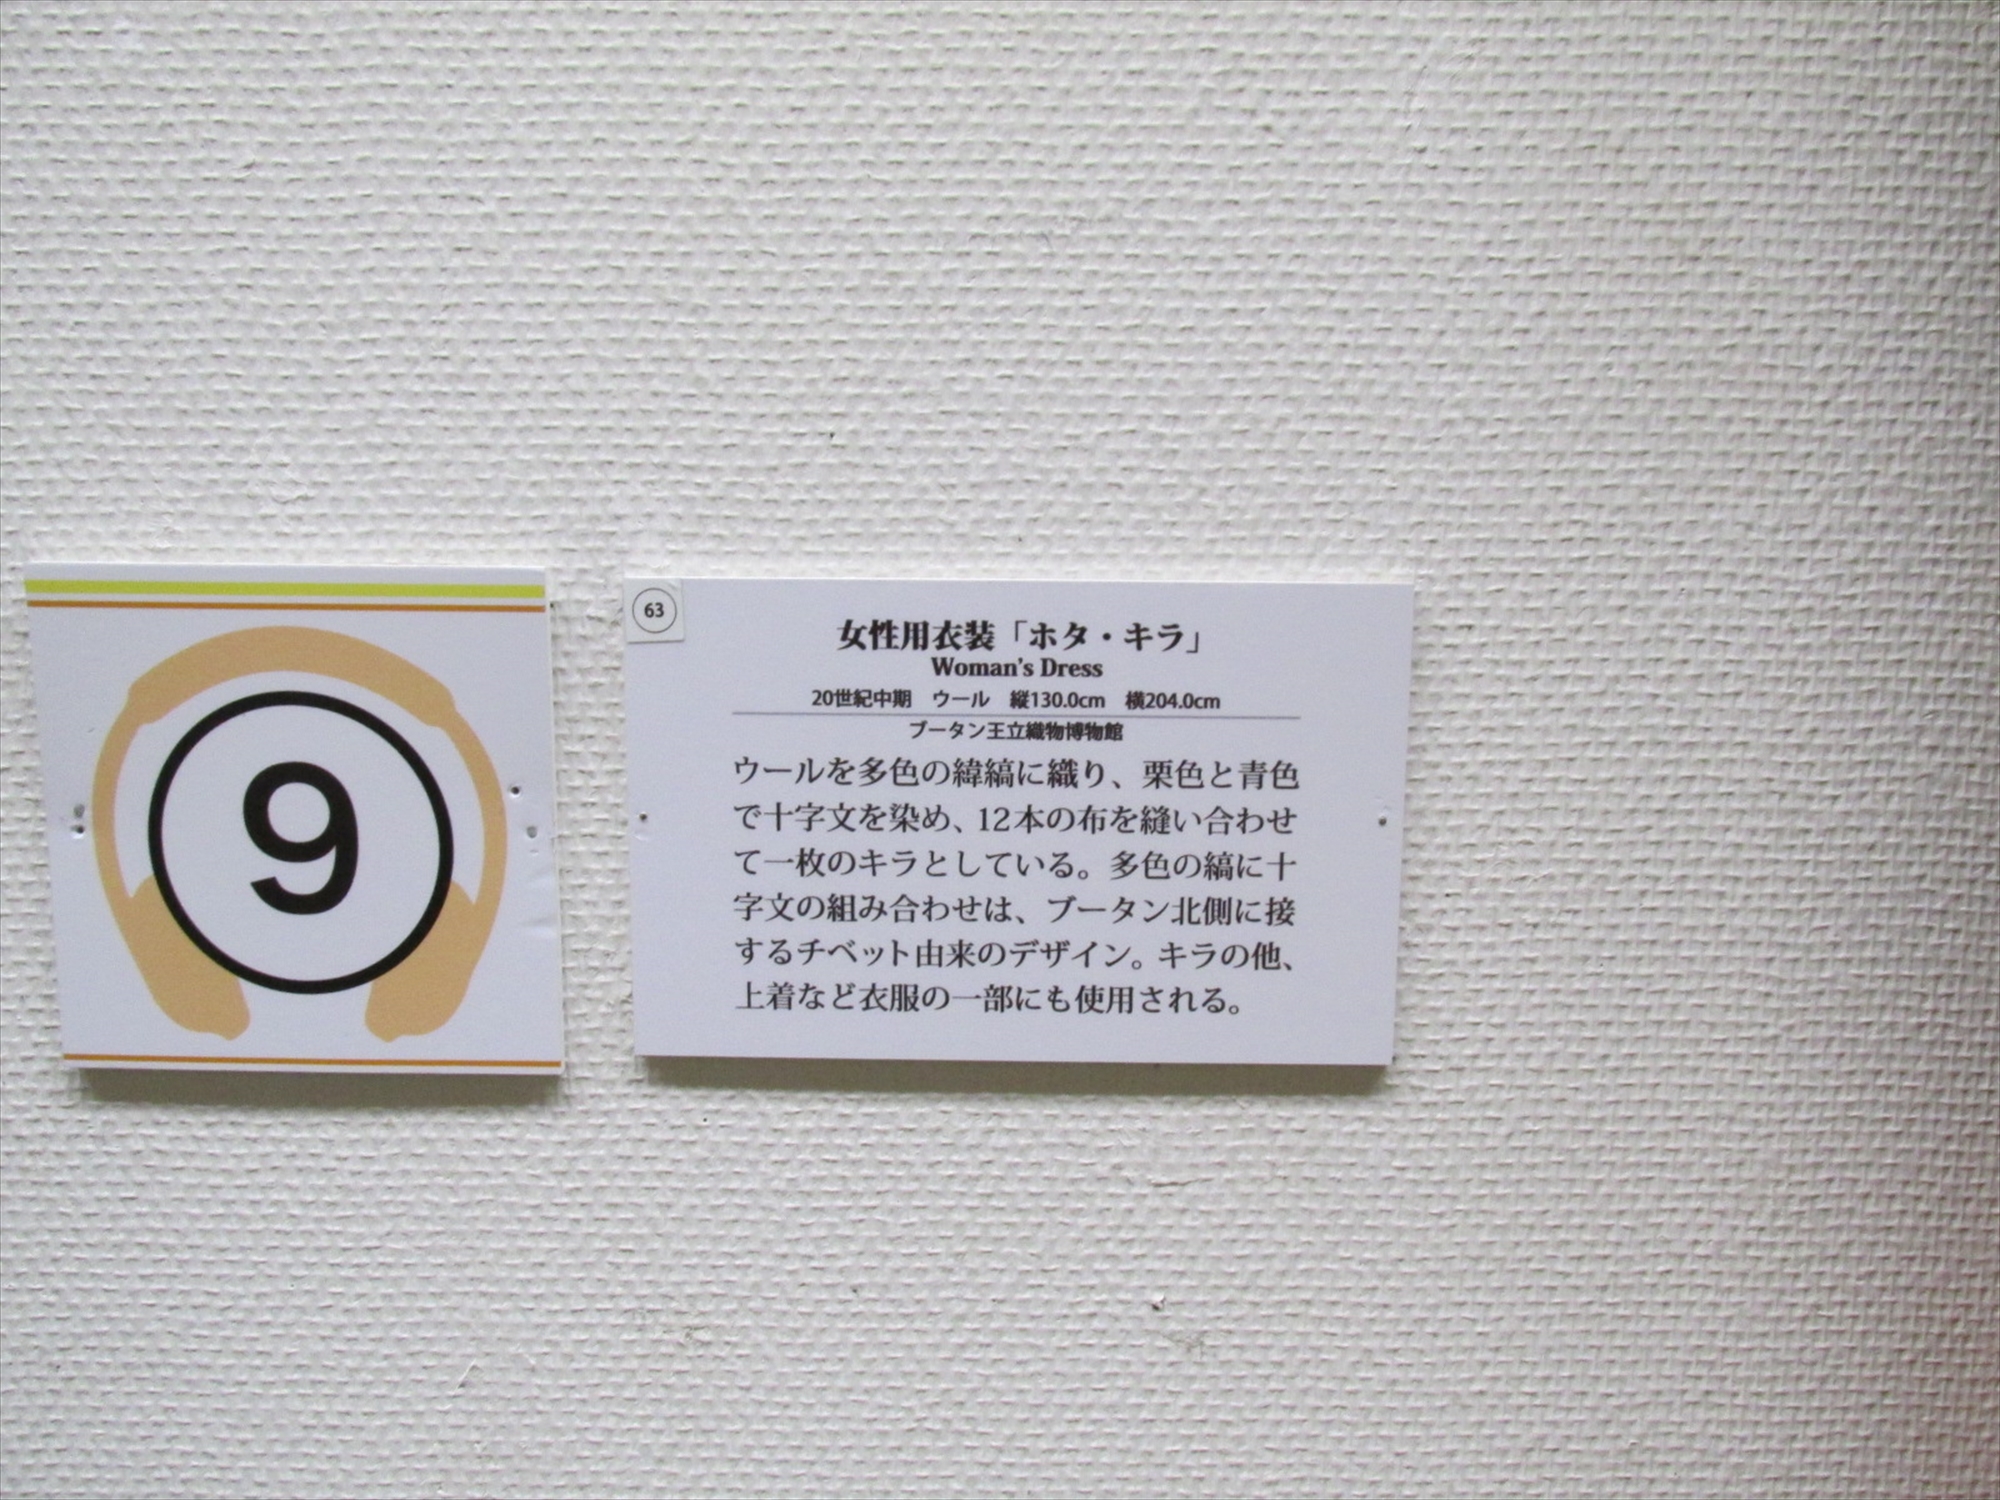 9
63
女性用衣装「ホタ・キラ」
Woman's Dress
20世紀中期　ウール　縦130.0cm　横204.0cm
ブータン王立織物博物館
ウールを多色の緯縞に織り、栗色と青色
で十字文を染め、12本の布を縫い合わせ
て一枚のキラとしている。多色の縞に十
字文の組み合わせは、ブータン北側に接
するチベット由来のデザイン。キラの他、
上着など衣服の一部にも使用される。